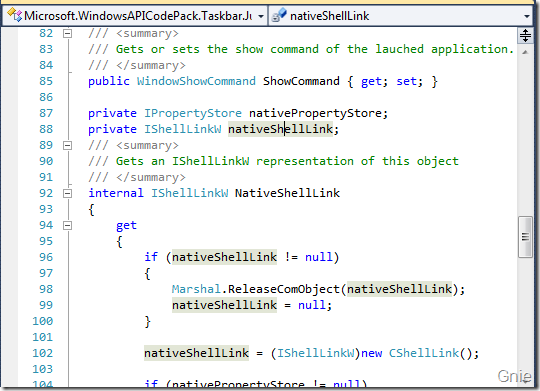 Microsoft.WindowsAPICodePack.Taskbar.Ju
nativeShellLink
82 /// <summary>
83 /// Gets or sets the show command of the lauched application.
84 /// </summary>
85 public WindowShowCommand ShowCommand { get; set; }
86
87 private IPropertyStore nativePropertyStore;
88 private IShellLinkW nativeShellLink;
89 /// <summary>
90 /// Gets an IShellLinkW representation of this object
91 /// </summary>
92 internal IShellLinkW NativeShellLink
93 {
94 get
95 {
96 if (nativeShellLink != null)
97 {
98 Marshal.ReleaseComObject(nativeShellLink);
99 nativeShellLink = null;
100 }
101
102 nativeShellLink = (IShellLinkW)new CShellLink();
103
104 if (nativePropertyStore != null)
Gnie